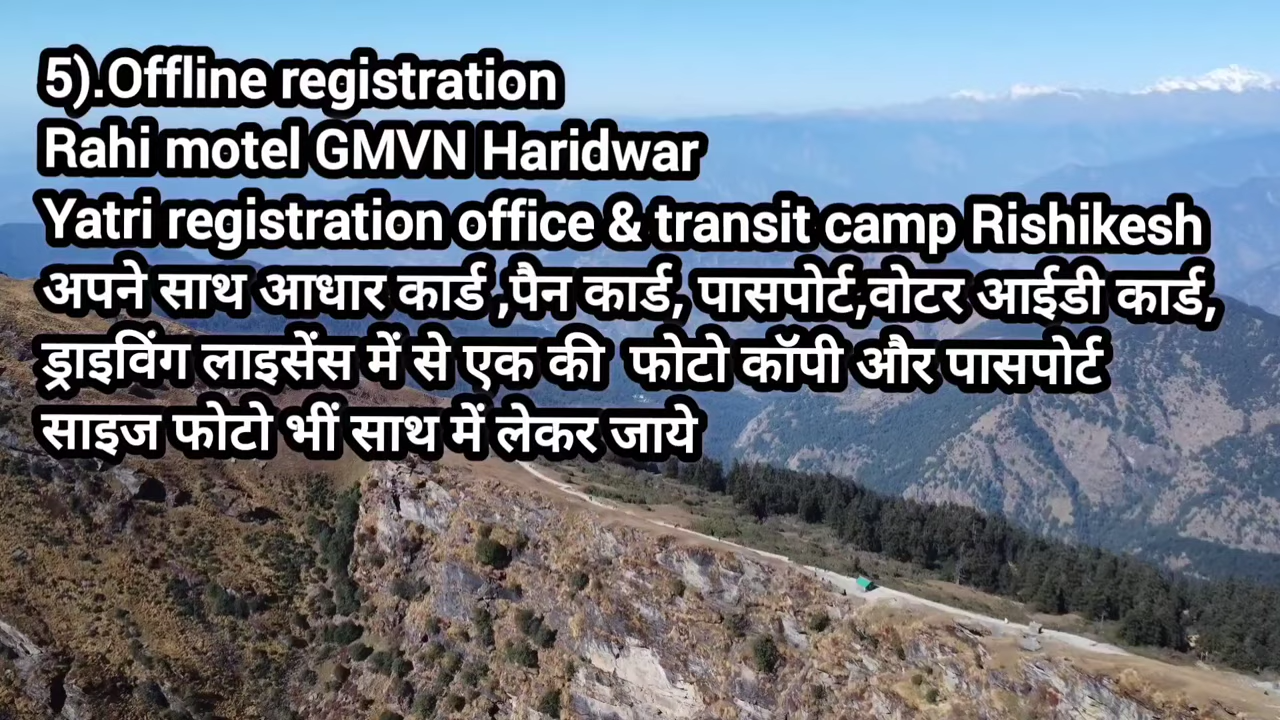 5).Offline registration
Rahi motel GMVN Haridwar
Yatri registration office & transit camp Rishikesh
अपने साथ आधार कार्ड ,पैन कार्ड, पासपोर्ट,वोटर आईडी कार्ड,
ड्राइविंग लाइसेंस में से एक की फोटो कॉपी और पासपोर्ट
साइज फोटो भीं साथ में लेकर जाये